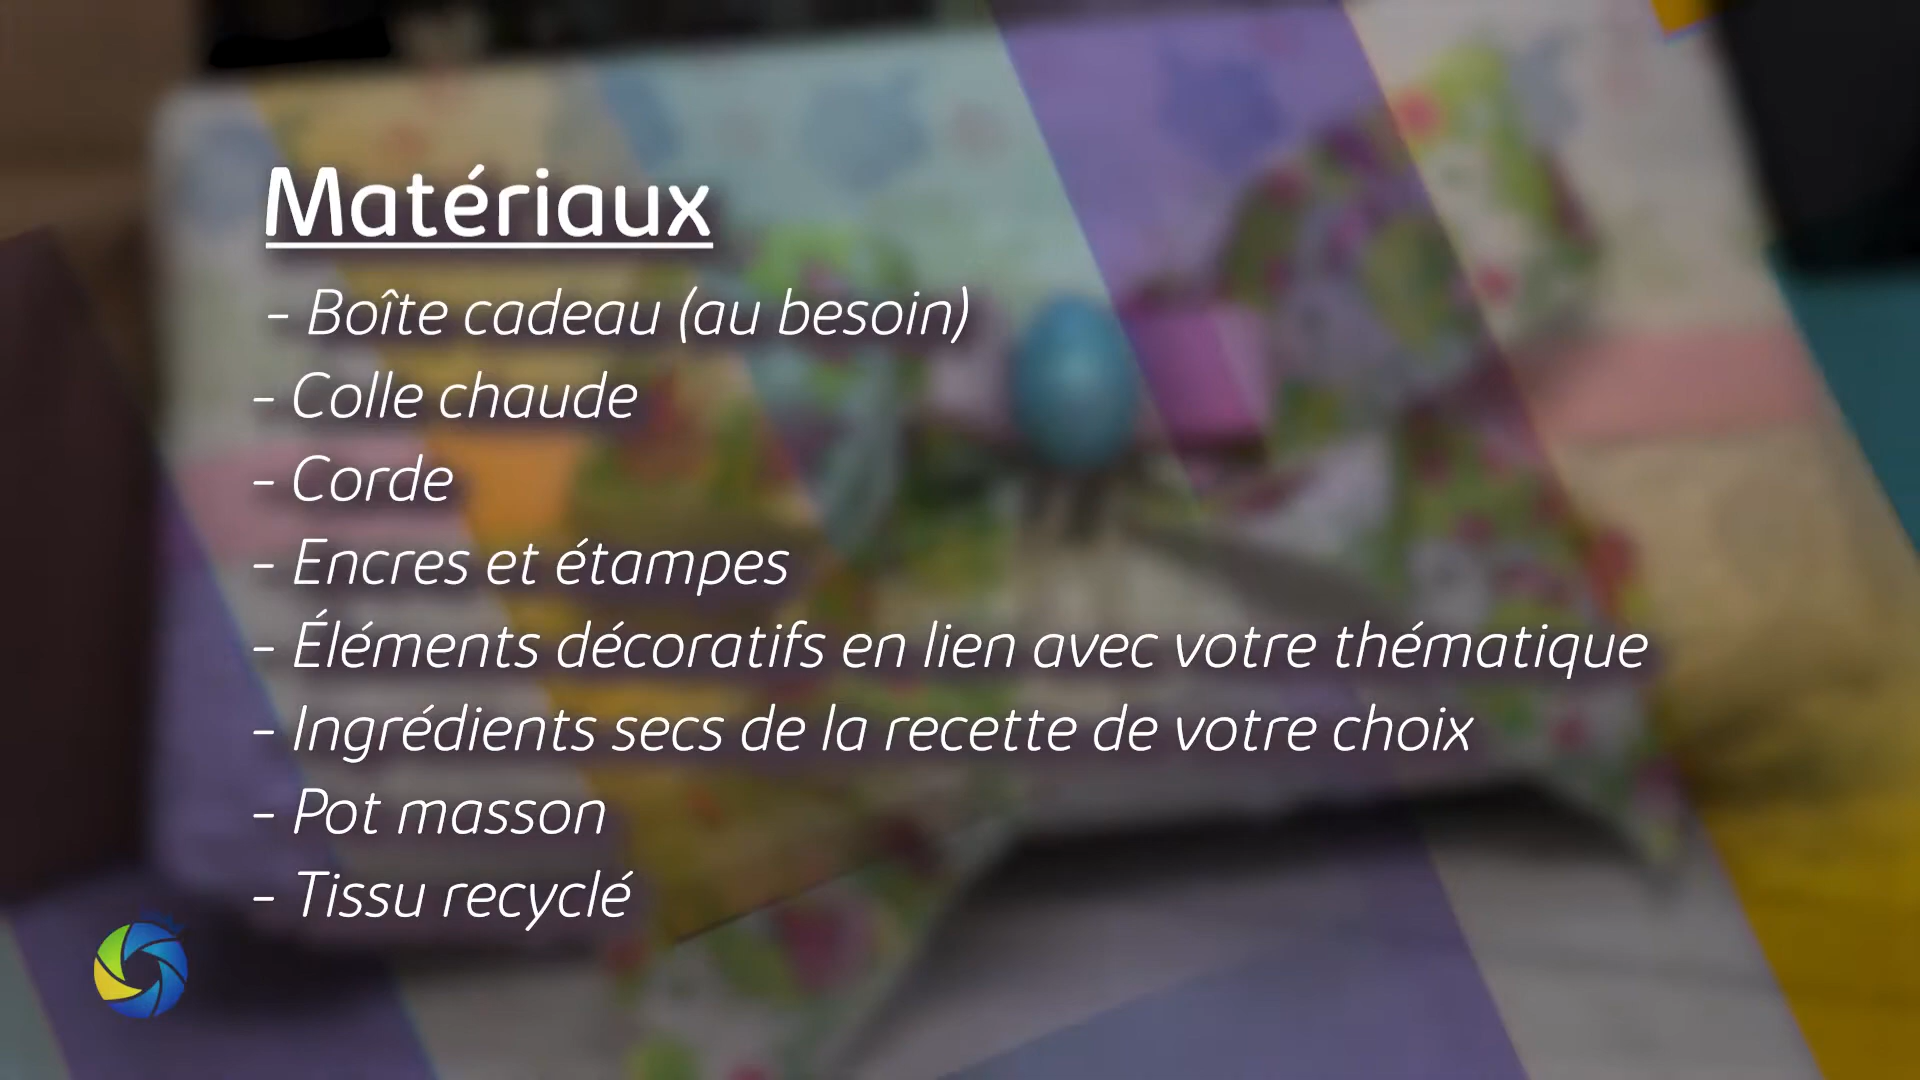 Matériaux
- Boîte cadeau (au besoin)
- Colle chaude
- Corde
- Encres et étampes
- Éléments décoratifs en lien avec votre thématique
- Ingrédients secs de la recette de votre choix
- Pot masson
- Tissu recyclé